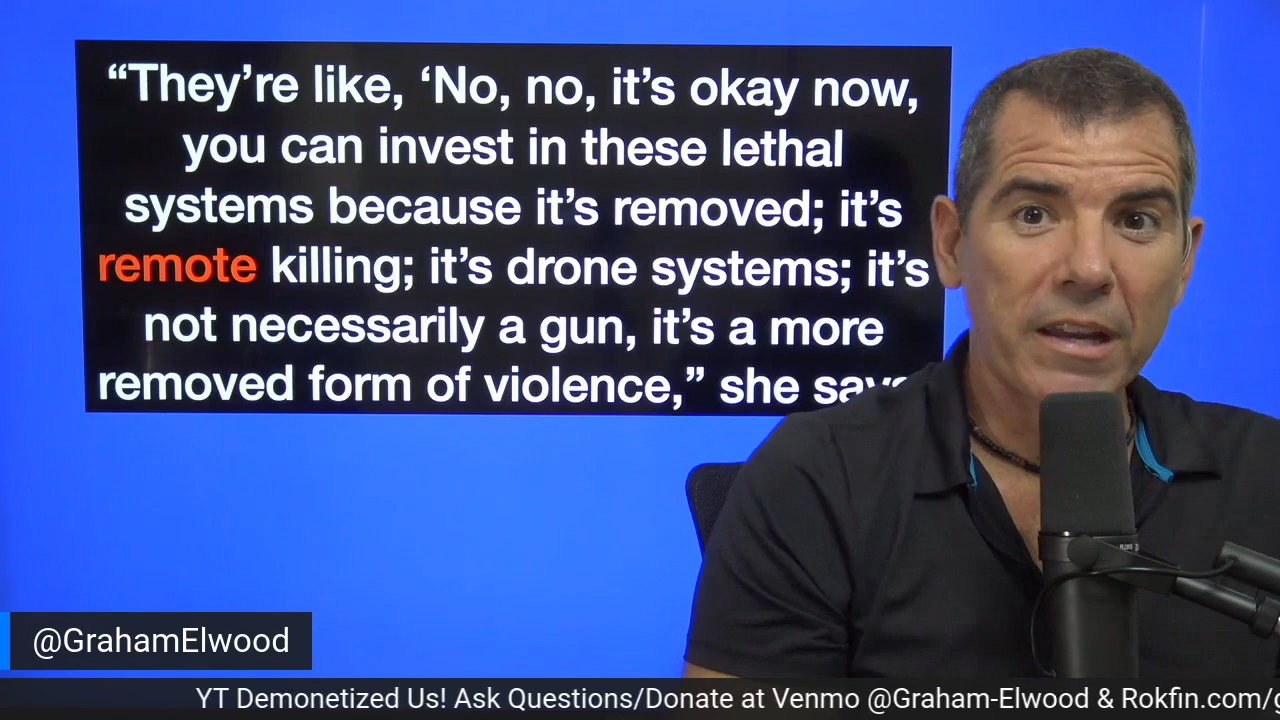 “They’re like, ‘No, no, it’s okay now,
you can invest in these lethal
systems because it’s removed; it’s
remote killing; it’s drone systems; it’s
not necessarily a gun, it’s a more
removed form of violence,” she says
@GrahamElwood
YT Demonetized Us! Ask Questions/Donate at Venmo @Graham-Elwood & Rokfin.com/